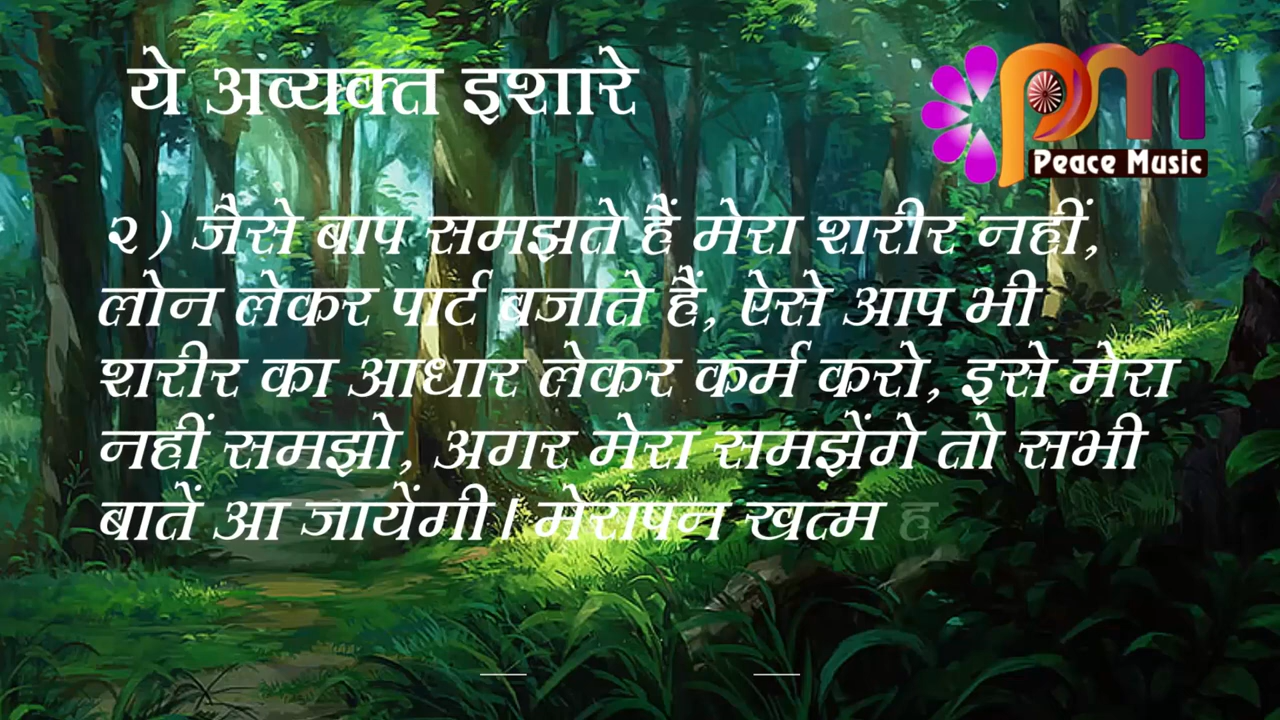 ये अव्यक्त इशारे
pm
Peace Music
२) जैसे बाप समझते हैं मेरा शरीर नहीं,
लोन लेकर पार्ट बजाते हैं, ऐसे आप भी
शरीर का आधार लेकर कर्म करो, इसे मेरा
नहीं समझो, अगर मेरा समझेंगे तो सभी
बातें आ जायेंगी। मेरापन खत्म ह